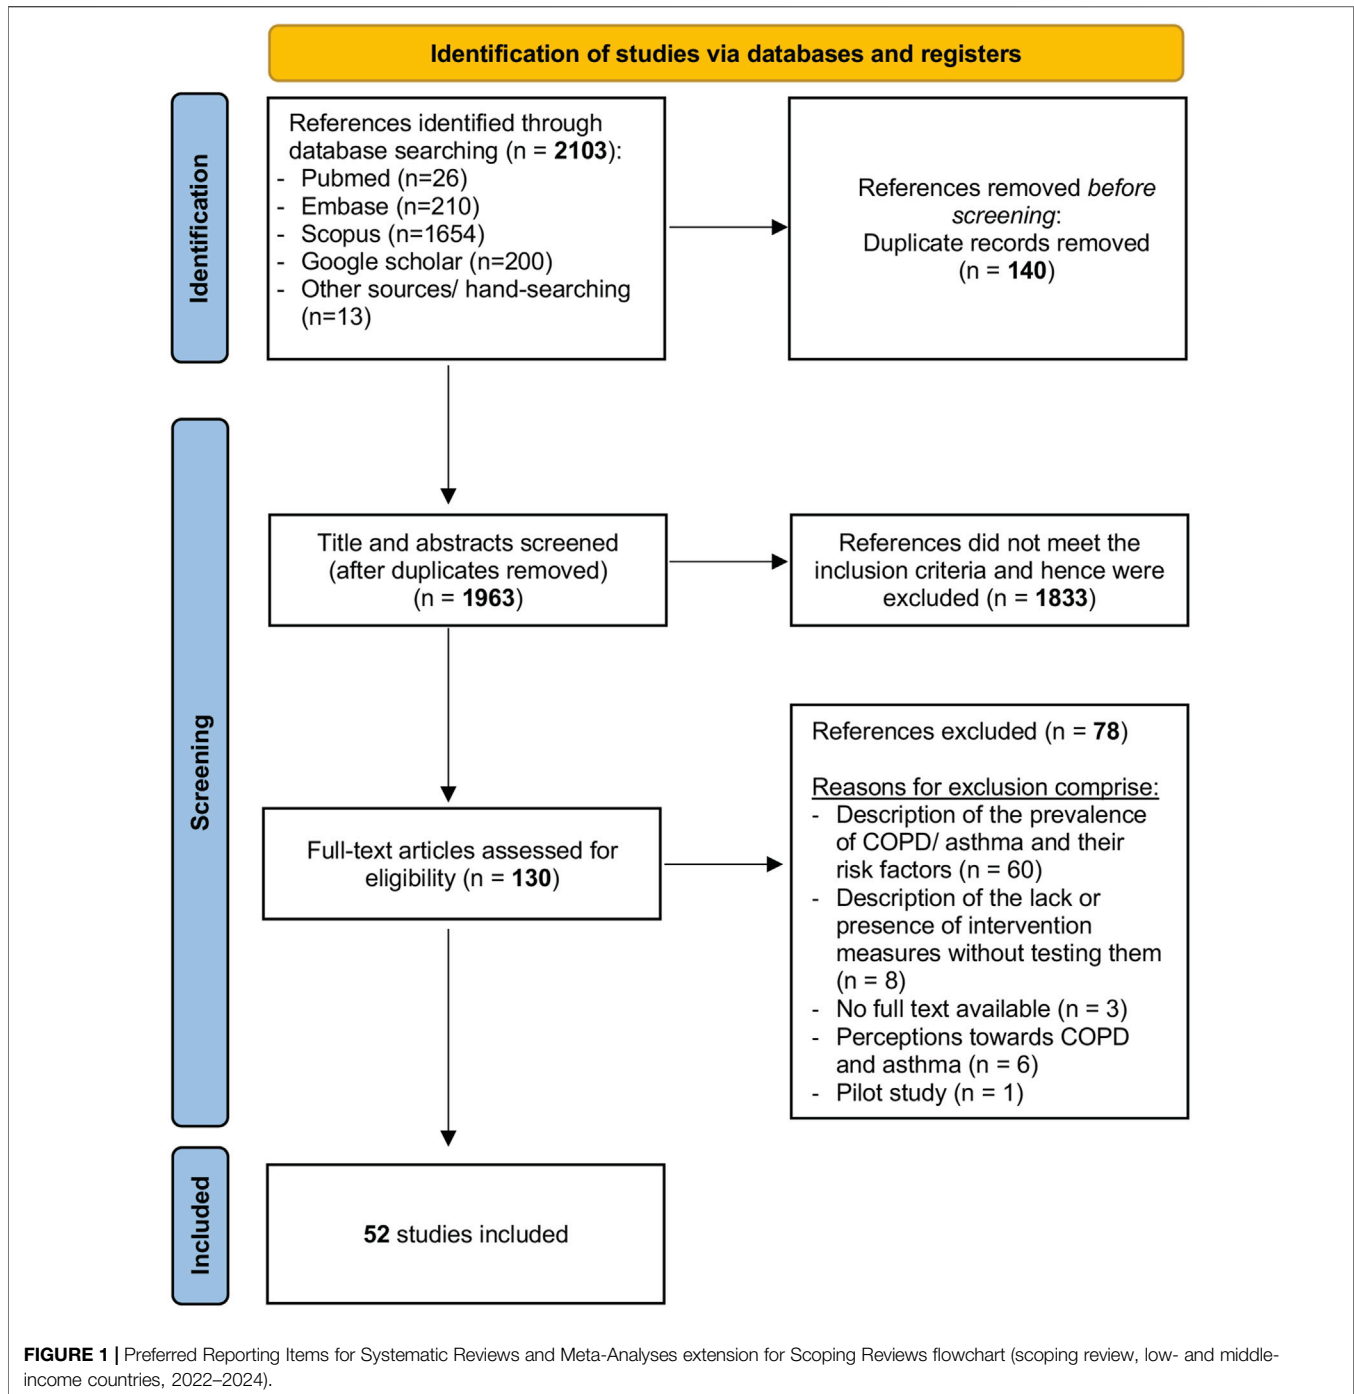 Identification of studies via databases and registers
Identification
References identified through
database searching (n = 2103):
- Pubmed (n=26)
- Embase (n=210)
- Scopus (n=1654)
- Google scholar (n=200)
- Other sources/ hand-searching
(n=13)
References removed before
screening:
Duplicate records removed
(n = 140)
Screening
Title and abstracts screened
(after duplicates removed)
(n = 1963)
References did not meet the
inclusion criteria and hence were
excluded (n = 1833)
Full-text articles assessed for
eligibility (n = 130)
References excluded (n = 78)
Reasons for exclusion comprise:
- Description of the prevalence
of COPD/ asthma and their
risk factors (n = 60)
- Description of the lack or
presence of intervention
measures without testing them
(n = 8)
- No full text available (n = 3)
- Perceptions towards COPD
and asthma (n = 6)
- Pilot study (n = 1)
Included
52 studies included
FIGURE 1 | Preferred Reporting Items for Systematic Reviews and Meta-Analyses extension for Scoping Reviews flowchart (scoping review, low- and middle-
income countries, 2022–2024).